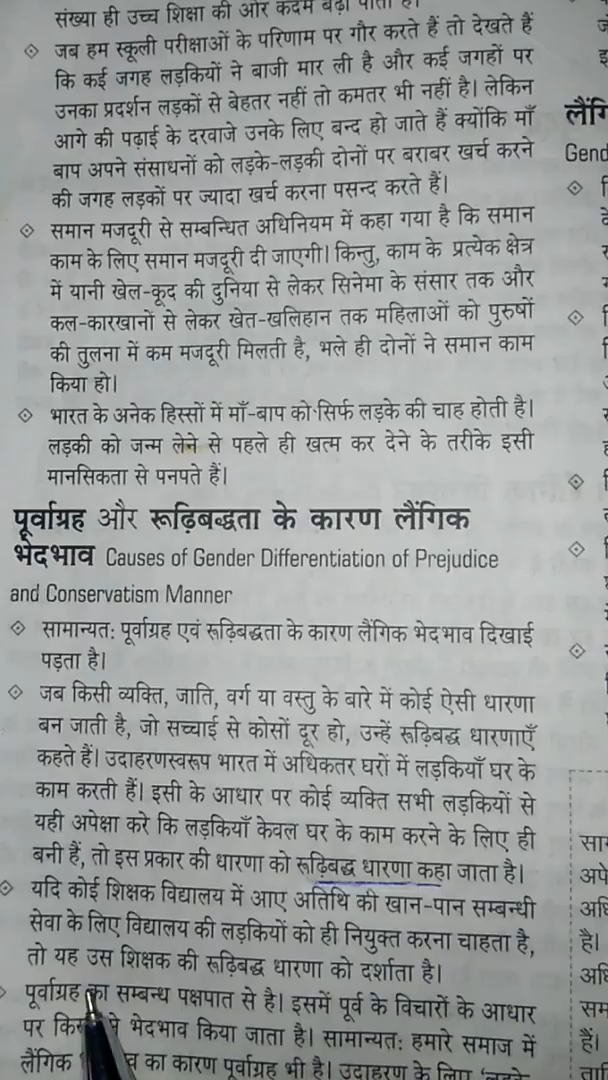 संख्या ही उच्च शिक्षा की ओर कदम बढ़ा पाती है।
जब हम स्कूली परीक्षाओं के परिणाम पर गौर करते हैं तो देखते हैं
कि कई जगह लड़कियों ने बाजी मार ली है और कई जगहों पर
उनका प्रदर्शन लड़कों से बेहतर नहीं तो कमतर भी नहीं है। लेकिन
आगे की पढ़ाई के दरवाजे उनके लिए बन्द हो जाते हैं क्योंकि माँ
बाप अपने संसाधनों को लड़के-लड़की दोनों पर बराबर खर्च करने
की जगह लड़कों पर ज्यादा खर्च करना पसन्द करते हैं।
समान मजदूरी से सम्बन्धित अधिनियम में कहा गया है कि समान
काम के लिए समान मजदूरी दी जाएगी। किन्तु, काम के प्रत्येक क्षेत्र
में यानी खेल-कूद की दुनिया से लेकर सिनेमा के संसार तक और
कल-कारखानों से लेकर खेत-खलिहान तक महिलाओं को पुरुषों
की तुलना में कम मजदूरी मिलती है, भले ही दोनों ने समान काम
किया हो।
भारत के अनेक हिस्सों में माँ-बाप को सिर्फ लड़के की चाह होती है।
लड़की को जन्म लेने से पहले ही खत्म कर देने के तरीके इसी
मानसिकता से पनपते हैं।
पूर्वाग्रह और रूढ़िबद्धता के कारण लैंगिक
भेदभाव Causes of Gender Differentiation of Prejudice
and Conservatism Manner
सामान्यत: पूर्वाग्रह एवं रूढ़िबद्धता के कारण लैंगिक भेदभाव दिखाई
पड़ता है।
जब किसी व्यक्ति, जाति, वर्ग या वस्तु के बारे में कोई ऐसी धारणा
बन जाती है, जो सच्चाई से कोसों दूर हो, उन्हें रूढ़िबद्ध धारणाएँ
कहते हैं। उदाहरणस्वरूप भारत में अधिकतर घरों में लड़कियाँ घर के
काम करती हैं। इसी के आधार पर कोई व्यक्ति सभी लड़कियों से
यही अपेक्षा करे कि लड़कियाँ केवल घर के काम करने के लिए ही
बनी हैं, तो इस प्रकार की धारणा को रूढ़िबद्ध धारणा कहा जाता है।
यदि कोई शिक्षक विद्यालय में आए अतिथि की खान-पान सम्बन्धी
सेवा के लिए विद्यालय की लड़कियों को ही नियुक्त करना चाहता है,
तो यह उस शिक्षक की रूढ़िबद्ध धारणा को दर्शाता है।
पूर्वाग्रह का सम्बन्ध पक्षपात से है। इसमें पूर्व के विचारों के आधार
पर भेदभाव किया जाता है। सामान्यत: हमारे समाज में
लैंगिक का कारण पूर्वाग्रह भी है। उदाहरण के लिए
Gend
है।
हैं।